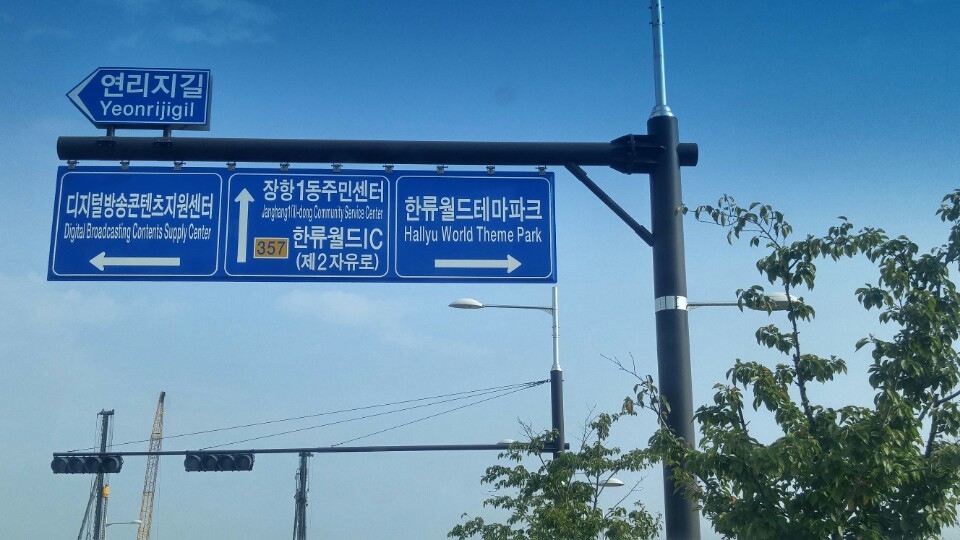 연리지길
Yeonrijigil
디지털방송콘텐츠지원센터
Digital Broadcasting Contents Supply Center
장항1동주민센터
Janghang1(il)-dong Community Service Center
357
한류월드IC
(제2자유로)
한류월드테마파크
Hallyu World Theme Park